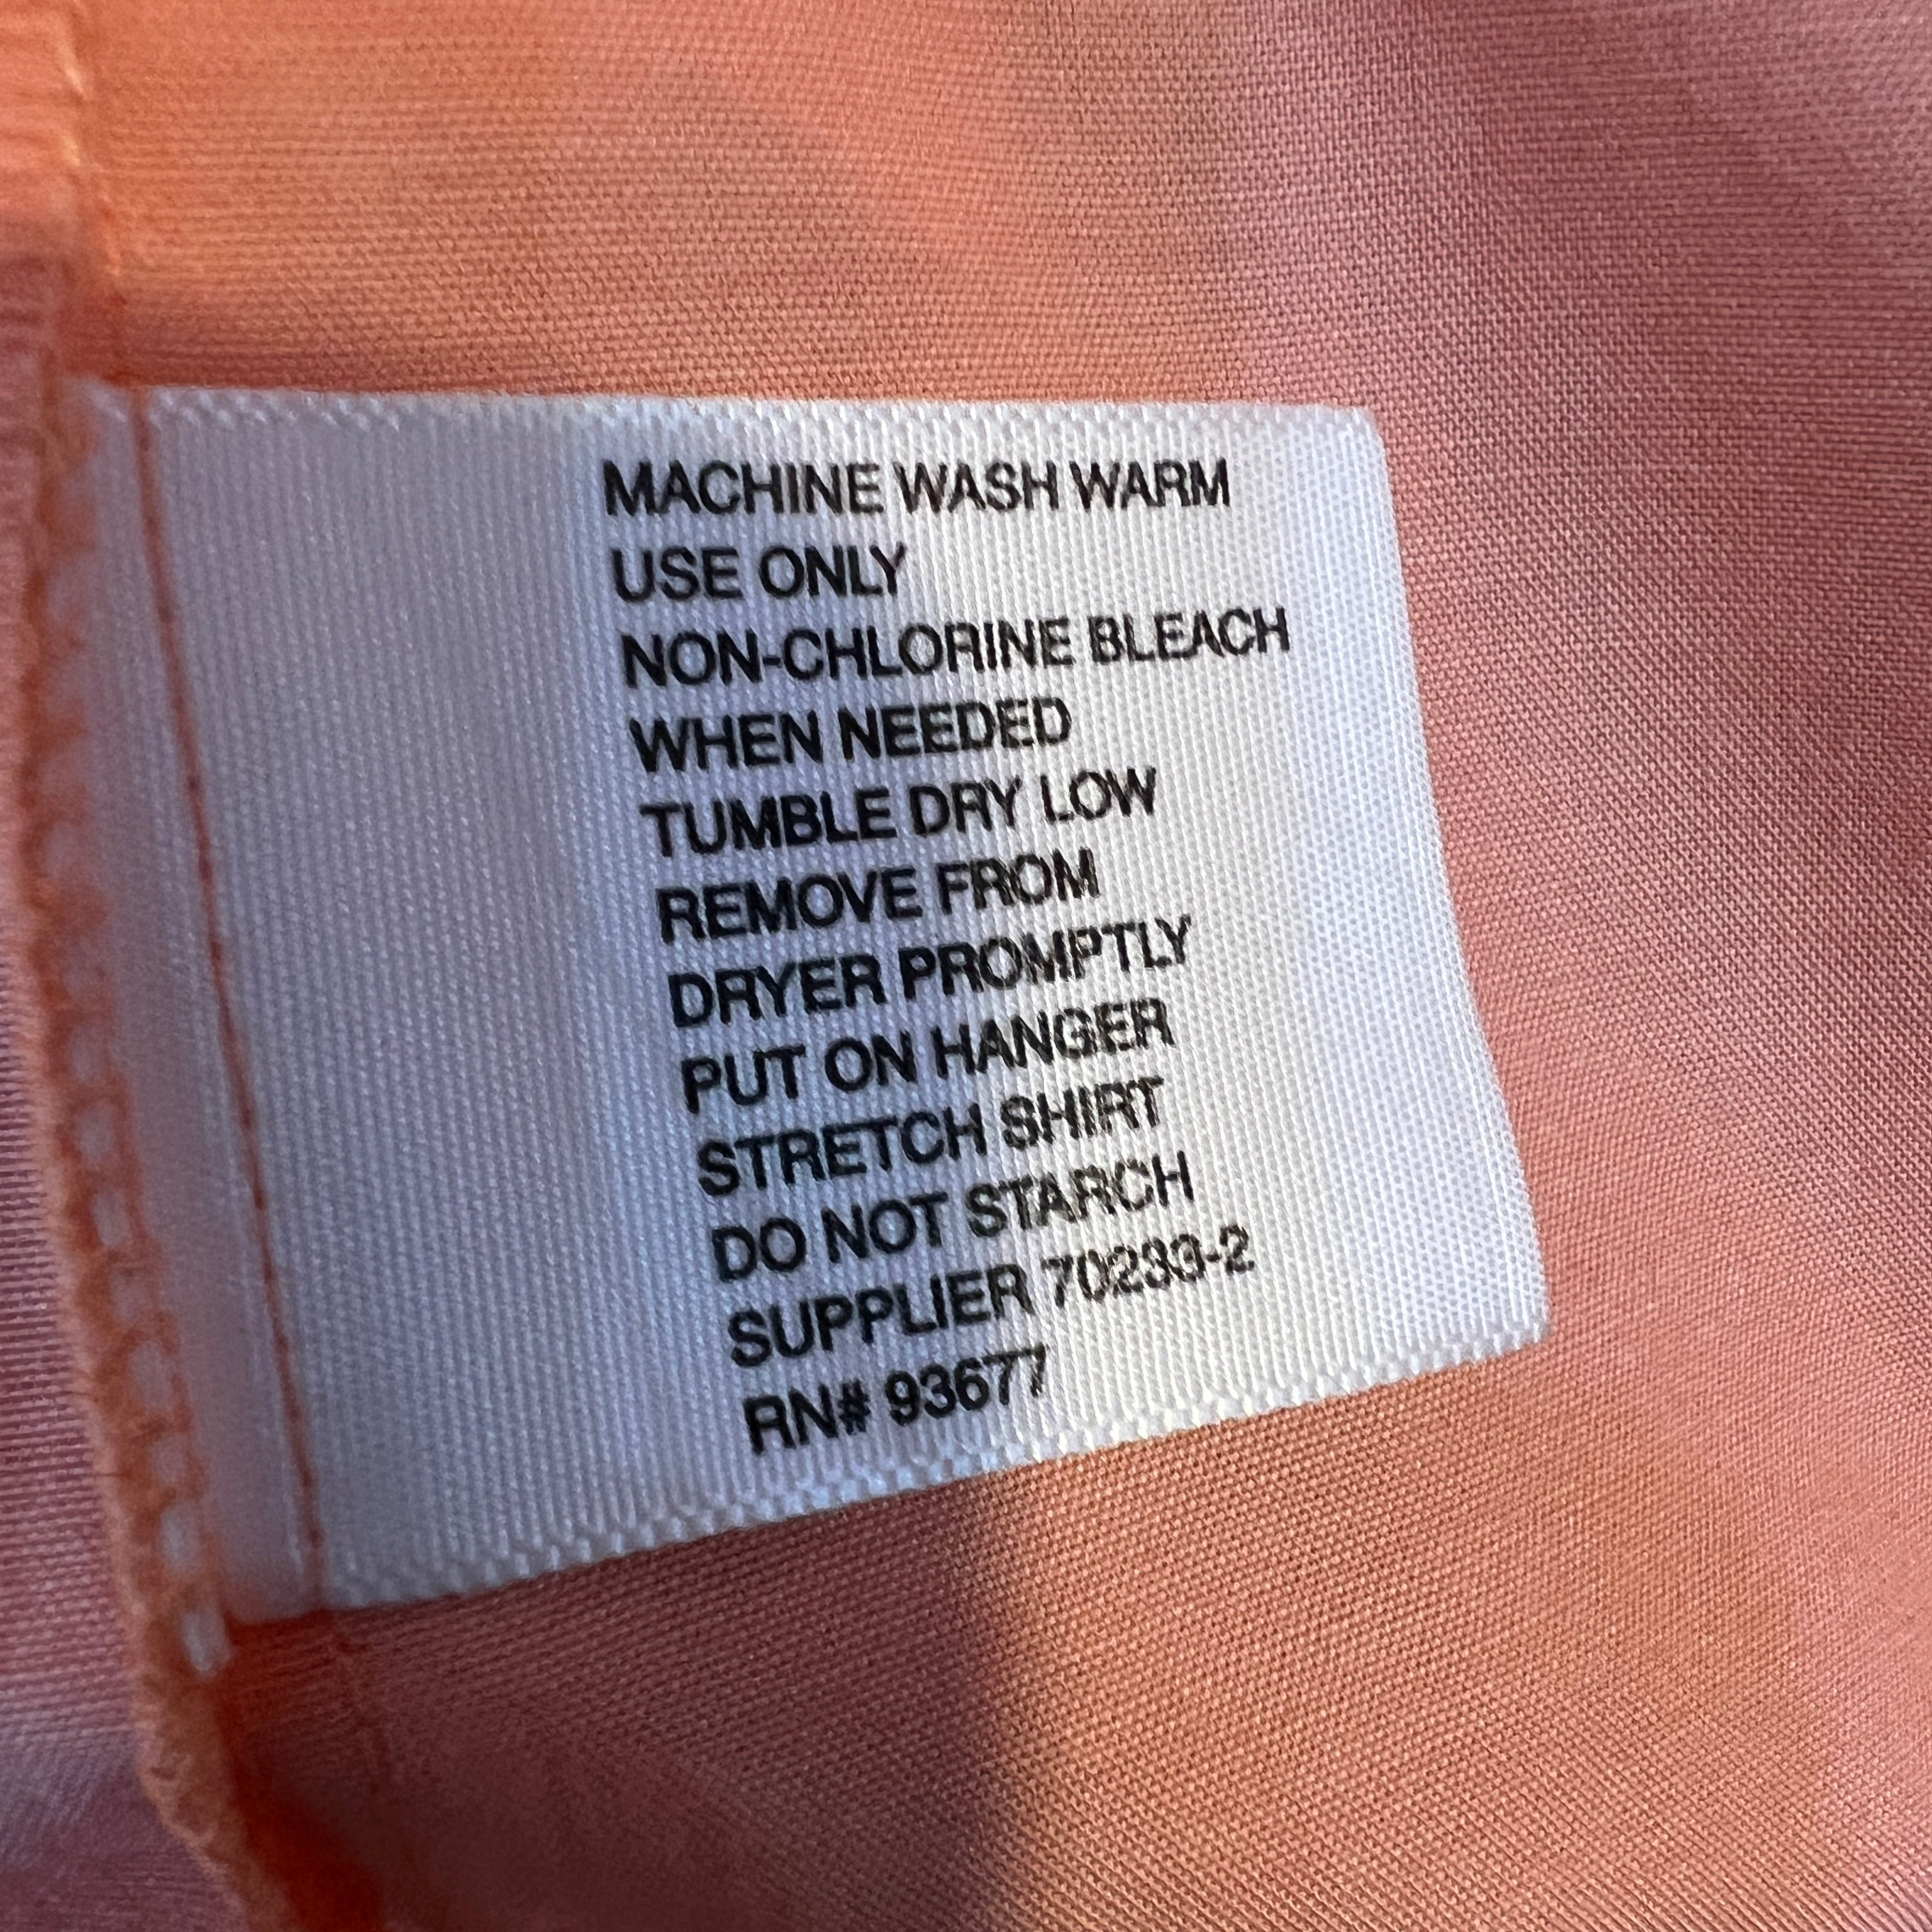 MACHINE WASH WARM
USE ONLY
NON-CHLORINE BLEACH
WHEN NEEDED
TUMBLE DRY LOW
REMOVE FROM
DRYER PROMPTLY
PUT ON HANGER
STRETCH SHIRT
DO NOT STARCH
SUPPLIER 70233-2
RN# 93677